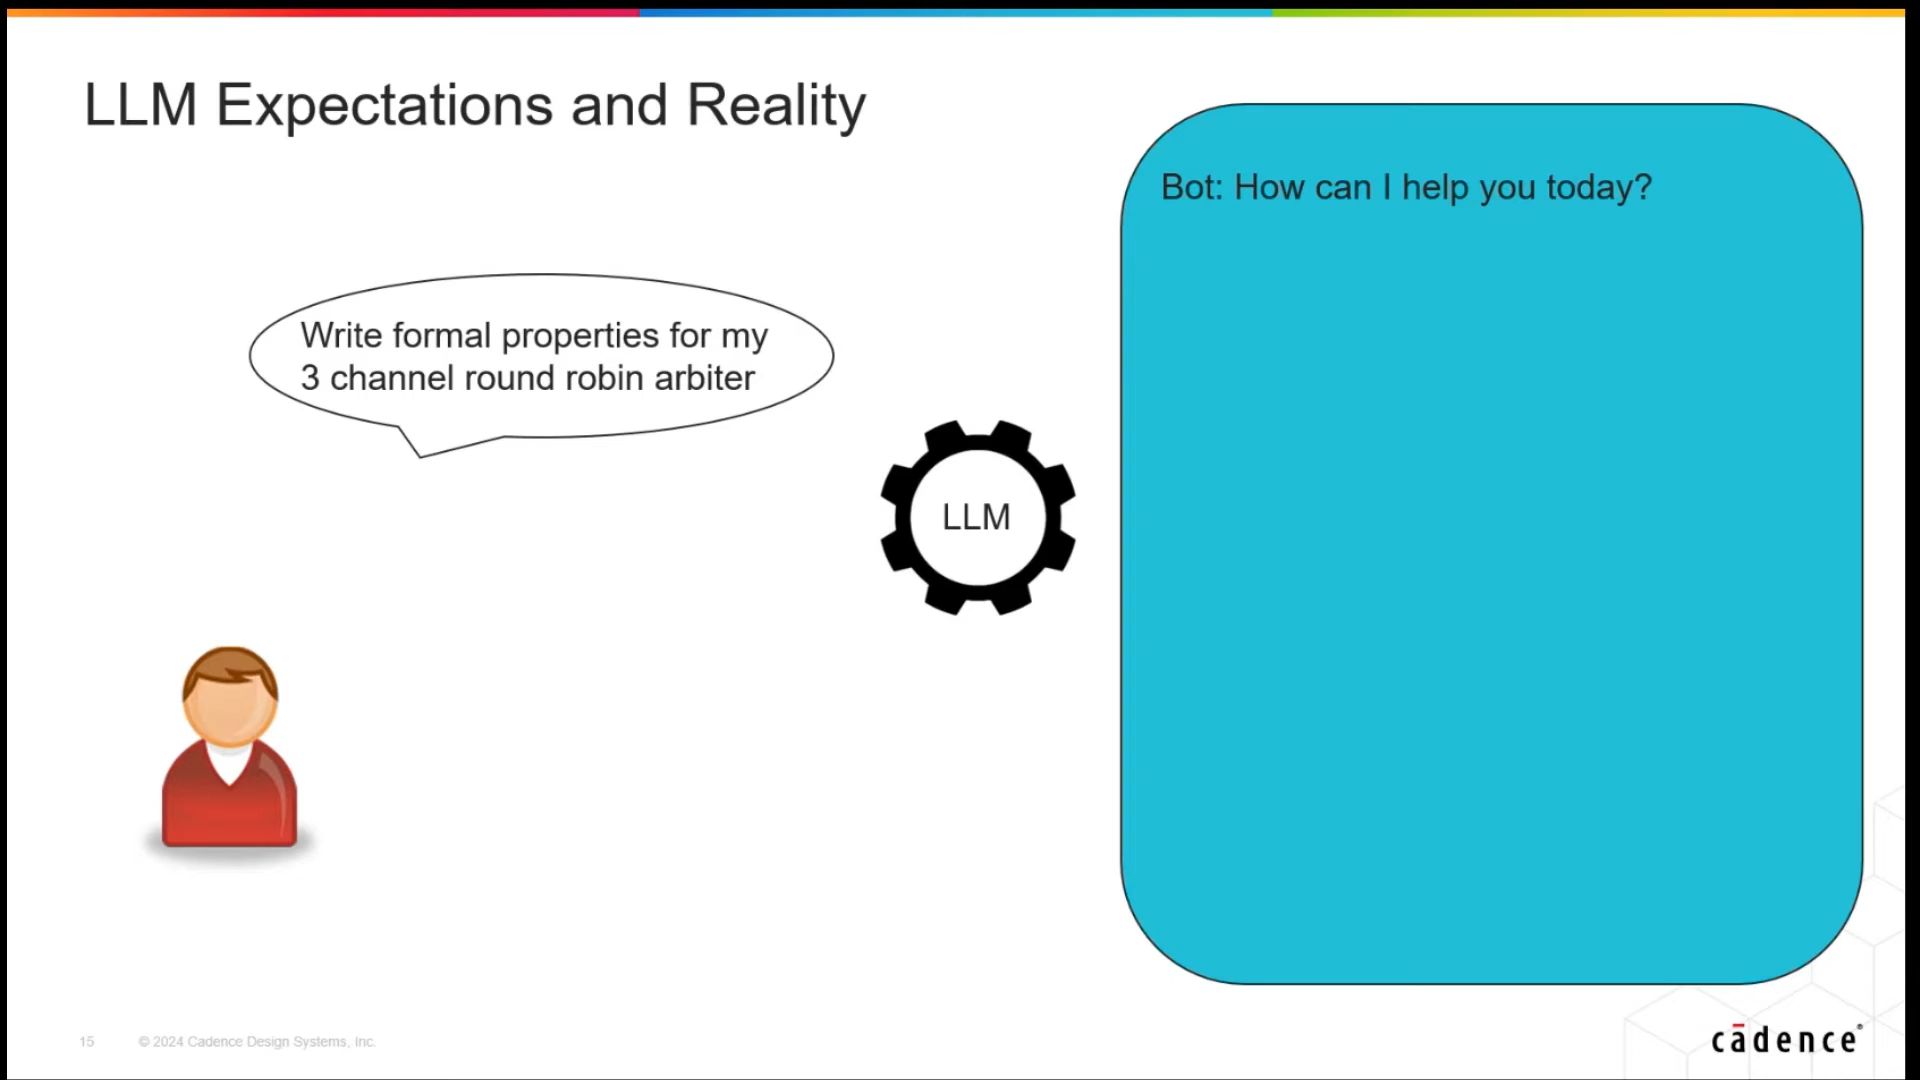 LLM Expectations and Reality
Bot: How can I help you today?
Write formal properties for my
3 channel round robin arbiter
LLM
15
© 2024 Cadence Design Systems, Inc.
cādence®